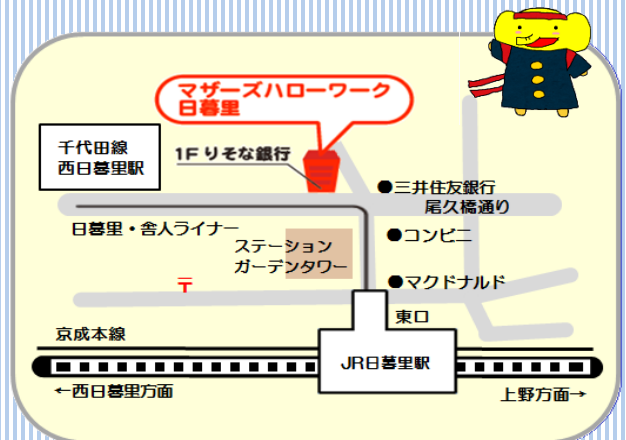 マザーズハローワーク
日暮里
千代田線
西日暮里駅
1F りそな銀行
●三井住友銀行
尾久橋通り
日暮里・舎人ライナー
●コンビニ
ステーション
ガーデンタワー
〒
●マクドナルド
東口
京成本線
JR日暮里駅
←西日暮里方面
上野方面→